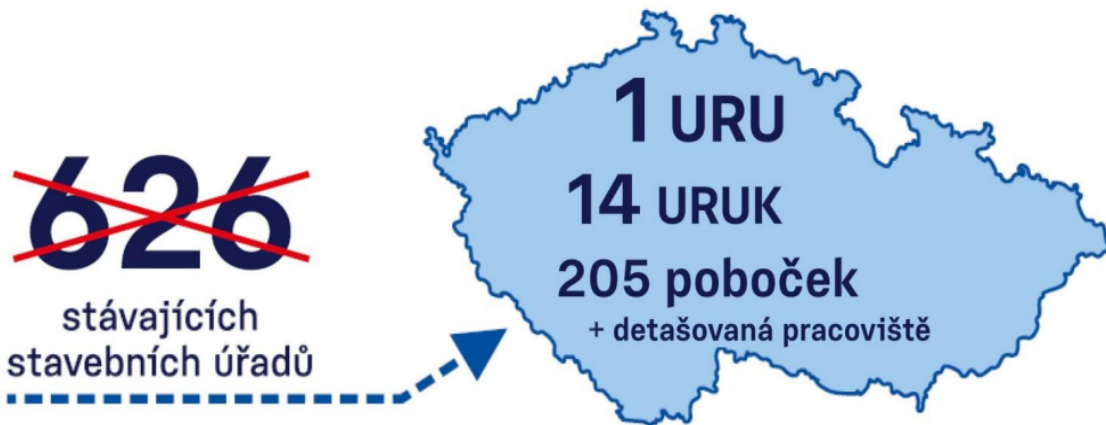 626
stávajících
stavebních úřadů
1 URU
14 URUK
205 poboček
+ detašovaná pracoviště